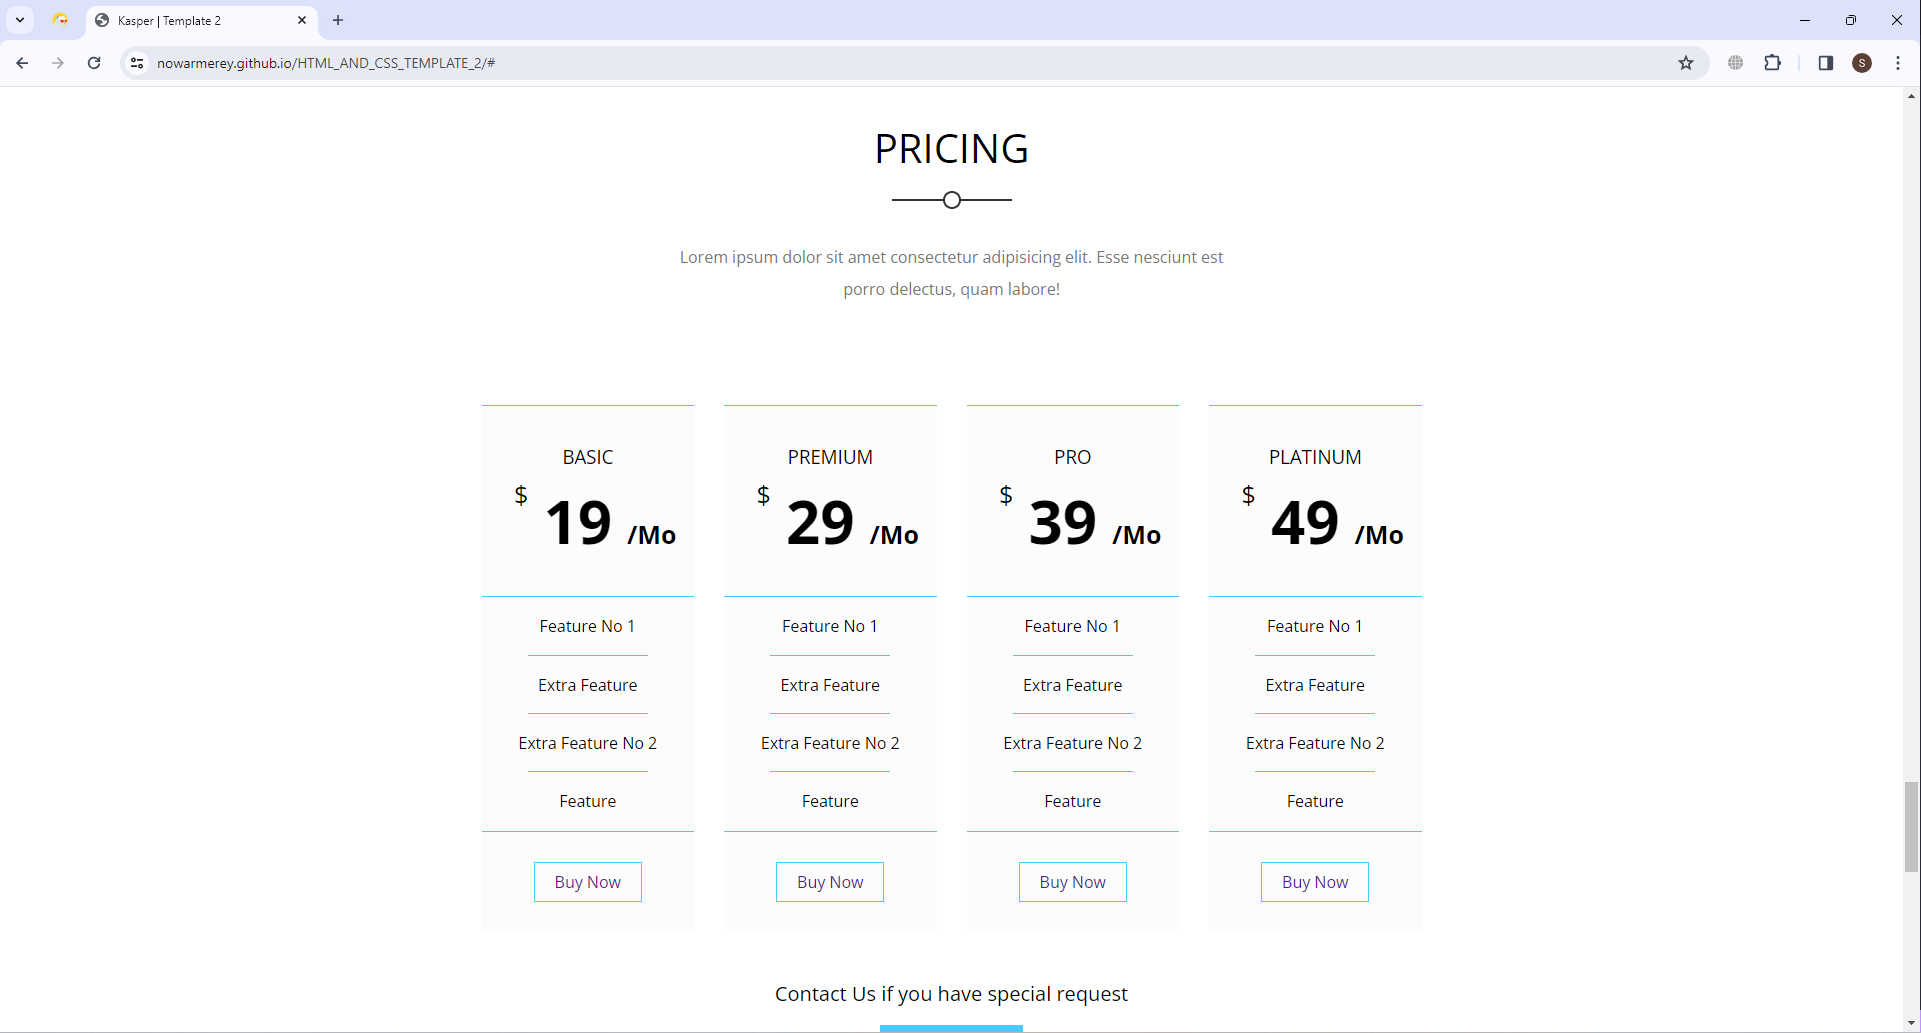 Kasper | Template 2
nowarmerey.github.io/HTML_AND_CSS_TEMPLATE_2/#
S
PRICING
Lorem ipsum dolor sit amet consectetur adipisicing elit. Esse nesciunt est
porro delectus, quam labore!
BASIC
$ 19 /Mo
Feature No 1
Extra Feature
Extra Feature No 2
Feature
Buy Now
PREMIUM
$ 29 /Mo
Feature No 1
Extra Feature
Extra Feature No 2
Feature
Buy Now
PRO
$ 39 /Mo
Feature No 1
Extra Feature
Extra Feature No 2
Feature
Buy Now
PLATINUM
$ 49 /Mo
Feature No 1
Extra Feature
Extra Feature No 2
Feature
Buy Now
Contact Us if you have special request